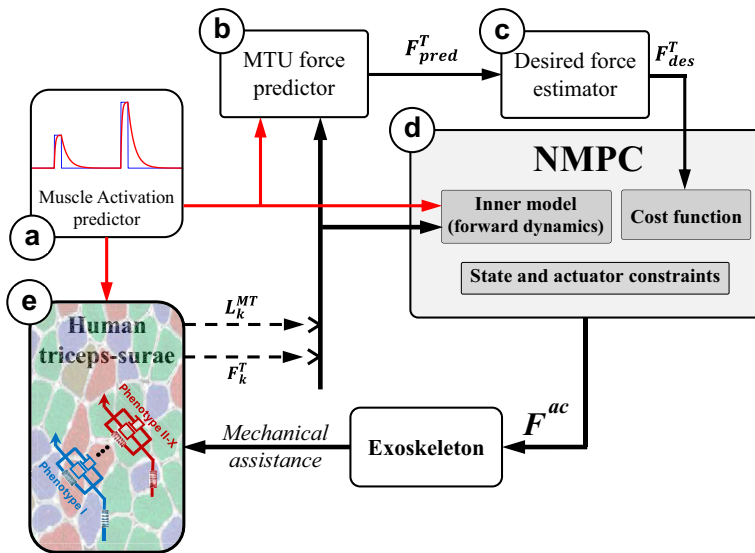 b
MTU force
predictor
F^T_pred
c
Desired force
estimator
F^T_des
Muscle Activation
predictor
a
d
NMPC
Inner model
(forward dynamics)
Cost function
State and actuator constraints
e
Human
triceps-surae
L^MT_k
F^T_k
Phenotype II-X
Phenotype I
Mechanical
assistance
Exoskeleton
F^ac